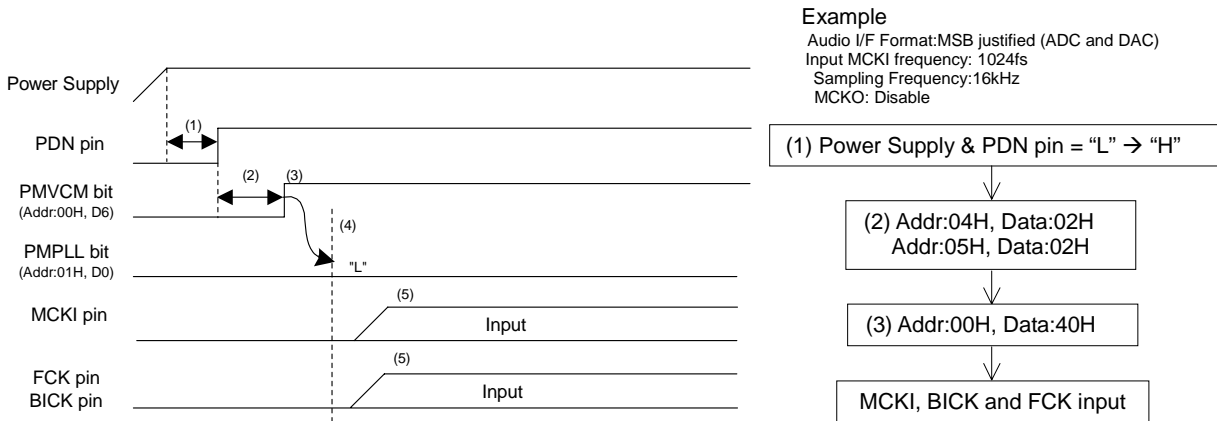 Power Supply
PDN pin
PMVCM bit
(Addr:00H, D6)
PMPLL bit
(Addr:01H, D0)
MCKI pin
FCK pin
BICK pin
(1)
(2)
(3)
(4)
"L"
(5)
Input
(5)
Input
Example
Audio I/F Format:MSB justified (ADC and DAC)
Input MCKI frequency: 1024fs
Sampling Frequency:16kHz
MCKO: Disable
(1) Power Supply & PDN pin = “L” → “H”
(2) Addr:04H, Data:02H
Addr:05H, Data:02H
(3) Addr:00H, Data:40H
MCKI, BICK and FCK input